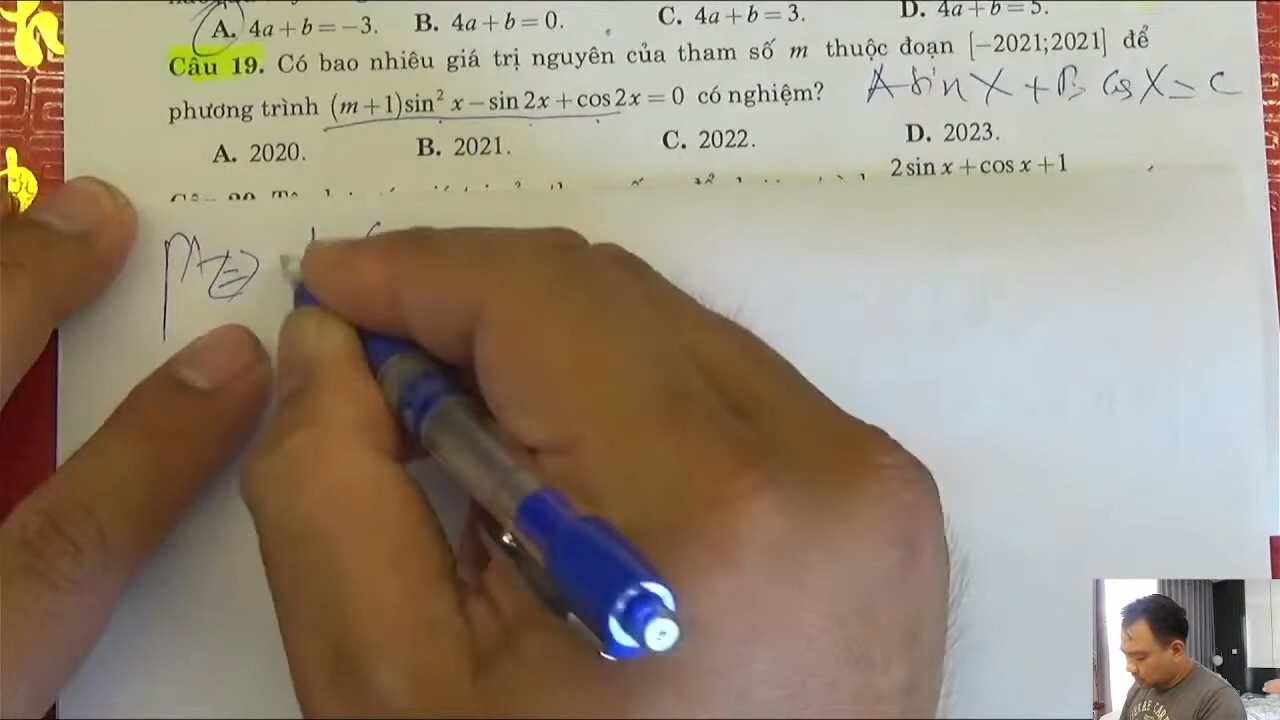 A. 4a + b = −3. B. 4a + b = 0. C. 4a + b = 3. D. 4a + b = 5.
Câu 19. Có bao nhiêu giá trị nguyên của tham số m thuộc đoạn [−2021;2021] để
phương trình (m + 1)sin² x − sin 2x + cos 2x = 0 có nghiệm?
A sin X + B cos X = C
A. 2020. B. 2021. C. 2022. D. 2023.
2 sin x + cos x + 1